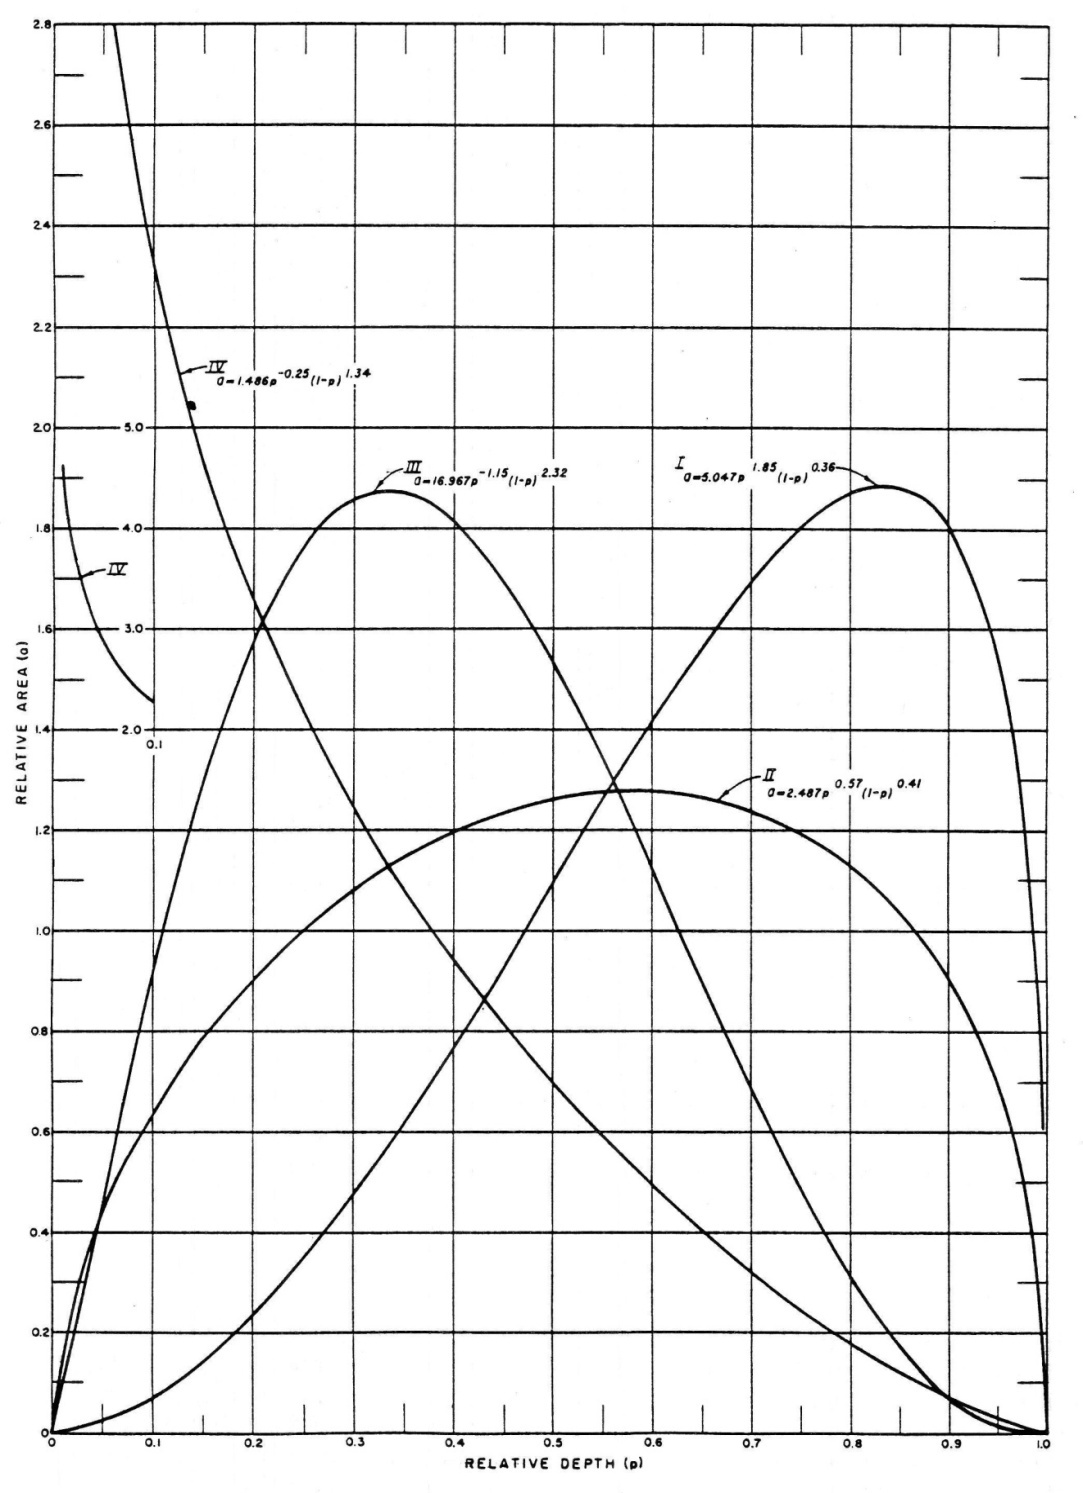 2.8
2.6
2.4
2.2
IV
a=1.486p^-0.25(1-p)^1.34
2.0
5.0
III
a=16.967p^-1.15(1-p)^2.32
I
a=5.047p^1.85(1-p)^0.36
1.8
4.0
IV
1.6
3.0
1.4
2.0
0.1
II
a=2.487p^0.57(1-p)^0.41
1.2
1.0
0.8
0.6
0.4
0.2
0
RELATIVE AREA (a)
0 0.1 0.2 0.3 0.4 0.5 0.6 0.7 0.8 0.9 1.0
RELATIVE DEPTH (p)